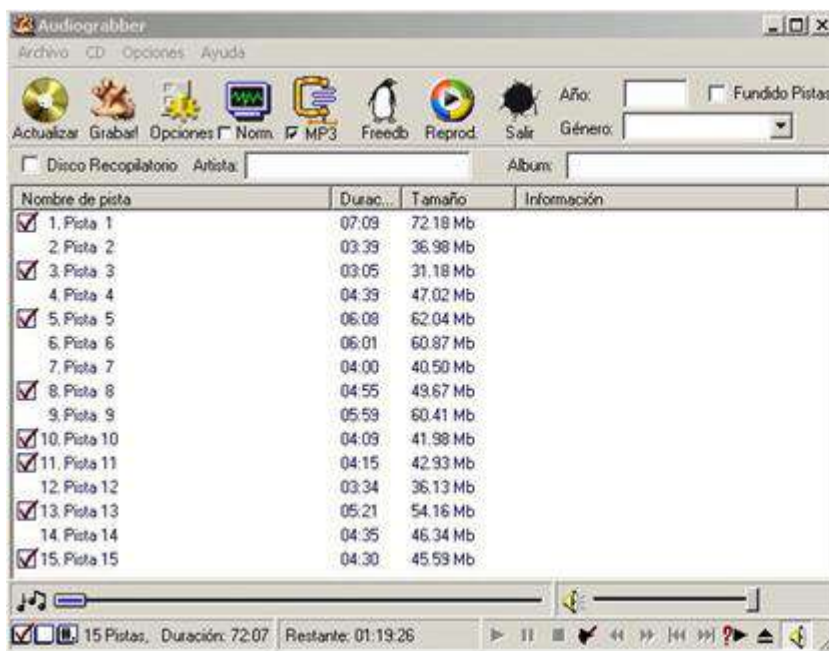 Audiograbber
Archivo CD Opciones Ayuda
Actualizar Grabar! Opciones Norm. MP3 Freedb Reprod. Salir
Año: Fundido Pistas
Género:
Disco Recopilatorio Artista: Album:
Nombre de pista Durac... Tamaño Información
1. Pista 1 07:09 72.18 Mb
2. Pista 2 03:39 36.98 Mb
3. Pista 3 03:05 31.18 Mb
4. Pista 4 04:39 47.02 Mb
5. Pista 5 06:08 62.04 Mb
6. Pista 6 06:01 60.87 Mb
7. Pista 7 04:00 40.50 Mb
8. Pista 8 04:55 49.67 Mb
9. Pista 9 05:59 60.41 Mb
10. Pista 10 04:09 41.98 Mb
11. Pista 11 04:15 42.93 Mb
12. Pista 12 03:34 36.13 Mb
13. Pista 13 05:21 54.16 Mb
14. Pista 14 04:35 46.34 Mb
15. Pista 15 04:30 45.59 Mb
15 Pistas, Duración: 72:07 Restante: 01:19:26